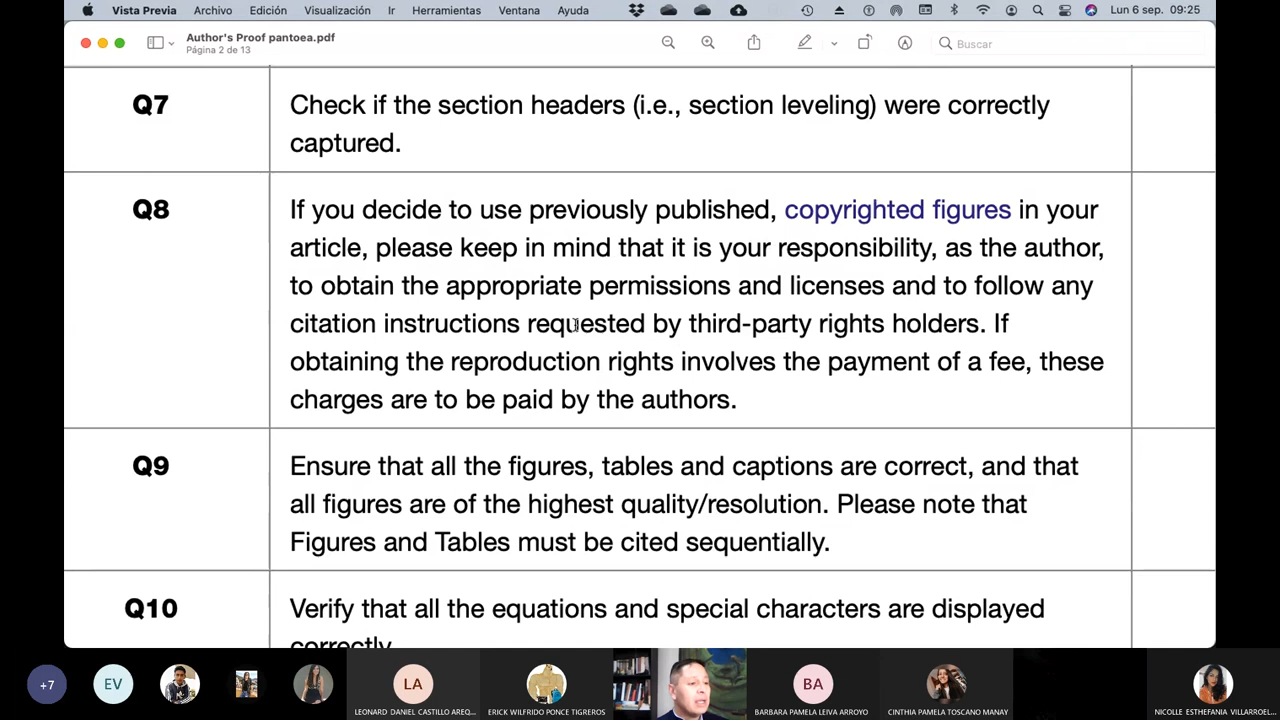 Vista Previa Archivo Edición Visualización Ir Herramientas Ventana Ayuda Lun 6 sep. 09:25
Author's Proof pantoea.pdf
Página 2 de 13
Buscar
Q7 Check if the section headers (i.e., section leveling) were correctly
captured.
Q8 If you decide to use previously published, copyrighted figures in your
article, please keep in mind that it is your responsibility, as the author,
to obtain the appropriate permissions and licenses and to follow any
citation instructions requested by third-party rights holders. If
obtaining the reproduction rights involves the payment of a fee, these
charges are to be paid by the authors.
Q9 Ensure that all the figures, tables and captions are correct, and that
all figures are of the highest quality/resolution. Please note that
Figures and Tables must be cited sequentially.
Q10 Verify that all the equations and special characters are displayed
correctly.
+7 EV LA BA
LEONARD DANIEL CASTILLO AREQ... ERICK WILFRIDO PONCE TIGREROS BARBARA PAMELA LEIVA ARROYO CINTHIA PAMELA TOSCANO MANAY NICOLLE ESTHEFANIA VILLARROEL...